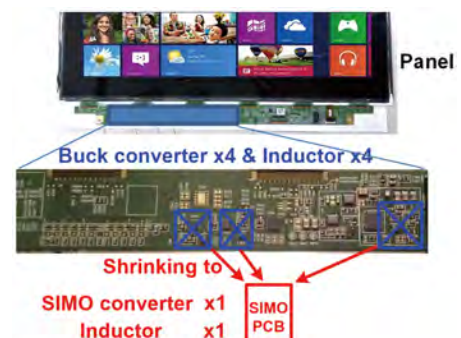 Panel
Buck converter x4 & Inductor x4
Shrinking to
SIMO converter x1
Inductor x1
SIMO
PCB